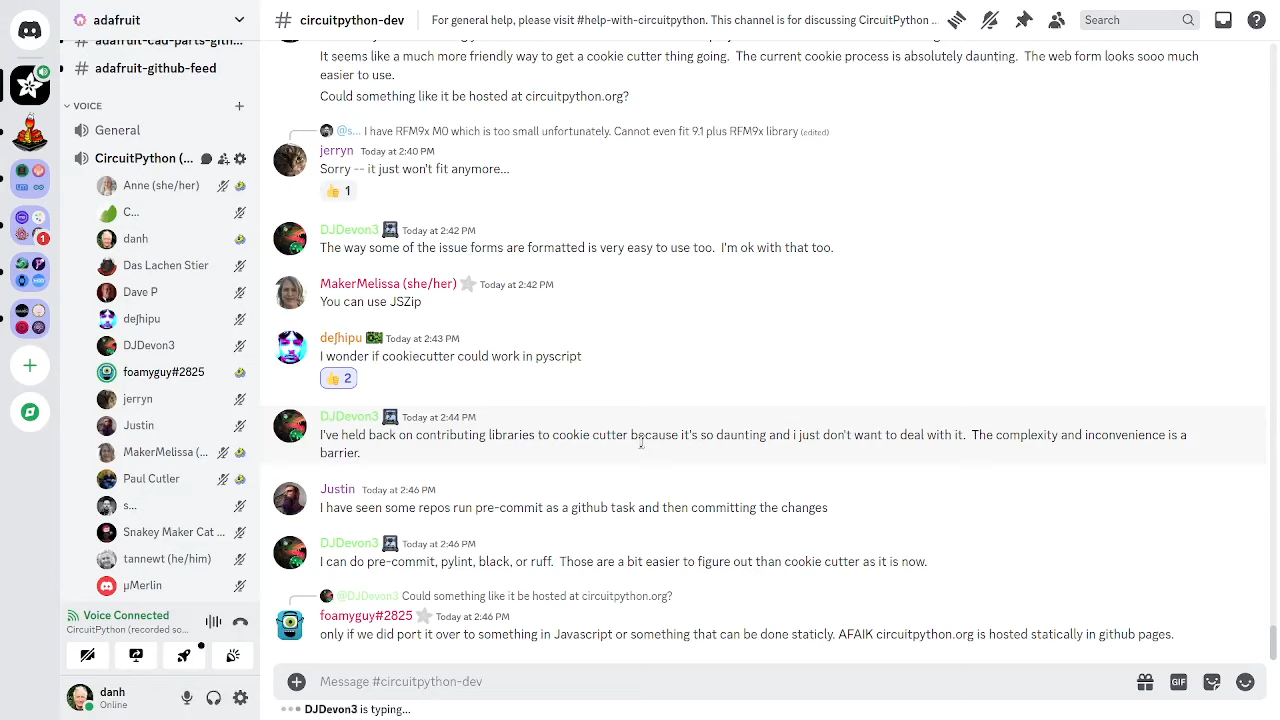 adafruit
# circuitpython-dev
For general help, please visit #help-with-circuitpython. This channel is for discussing CircuitPython ...
Search
adafruit-cad-parts-gril...
adafruit-github-feed
VOICE
General
CircuitPython (...
Anne (she/her)
C...
danh
Das Lachen Stier
Dave P
de∫hipu
DJDevon3
foamyguy#2825
jerryn
Justin
MakerMelissa (...
Paul Cutler
s...
Snakey Maker Cat ...
tannewt (he/him)
µMerlin
Voice Connected
CircuitPython (recorded so...
danh
Online
1
It seems like a much more friendly way to get a cookie cutter thing going. The current cookie process is absolutely daunting. The web form looks sooo much
easier to use.
Could something like it be hosted at circuitpython.org?
@s... I have RFM9x M0 which is too small unfortunately. Cannot even fit 9.1 plus RFM9x library (edited)
jerryn Today at 2:40 PM
Sorry -- it just won't fit anymore...
👍 1
DJDevon3 Today at 2:42 PM
The way some of the issue forms are formatted is very easy to use too. I'm ok with that too.
MakerMelissa (she/her) Today at 2:42 PM
You can use JSZip
de∫hipu Today at 2:43 PM
I wonder if cookiecutter could work in pyscript
👍 2
DJDevon3 Today at 2:44 PM
I've held back on contributing libraries to cookie cutter because it's so daunting and i just don't want to deal with it. The complexity and inconvenience is a
barrier.
Justin Today at 2:46 PM
I have seen some repos run pre-commit as a github task and then committing the changes
DJDevon3 Today at 2:46 PM
I can do pre-commit, pylint, black, or ruff. Those are a bit easier to figure out than cookie cutter as it is now.
@DJDevon3 Could something like it be hosted at circuitpython.org?
foamyguy#2825 Today at 2:46 PM
only if we did port it over to something in Javascript or something that can be done staticly. AFAIK circuitpython.org is hosted statically in github pages.
Message #circuitpython-dev
GIF
DJDevon3 is typing...